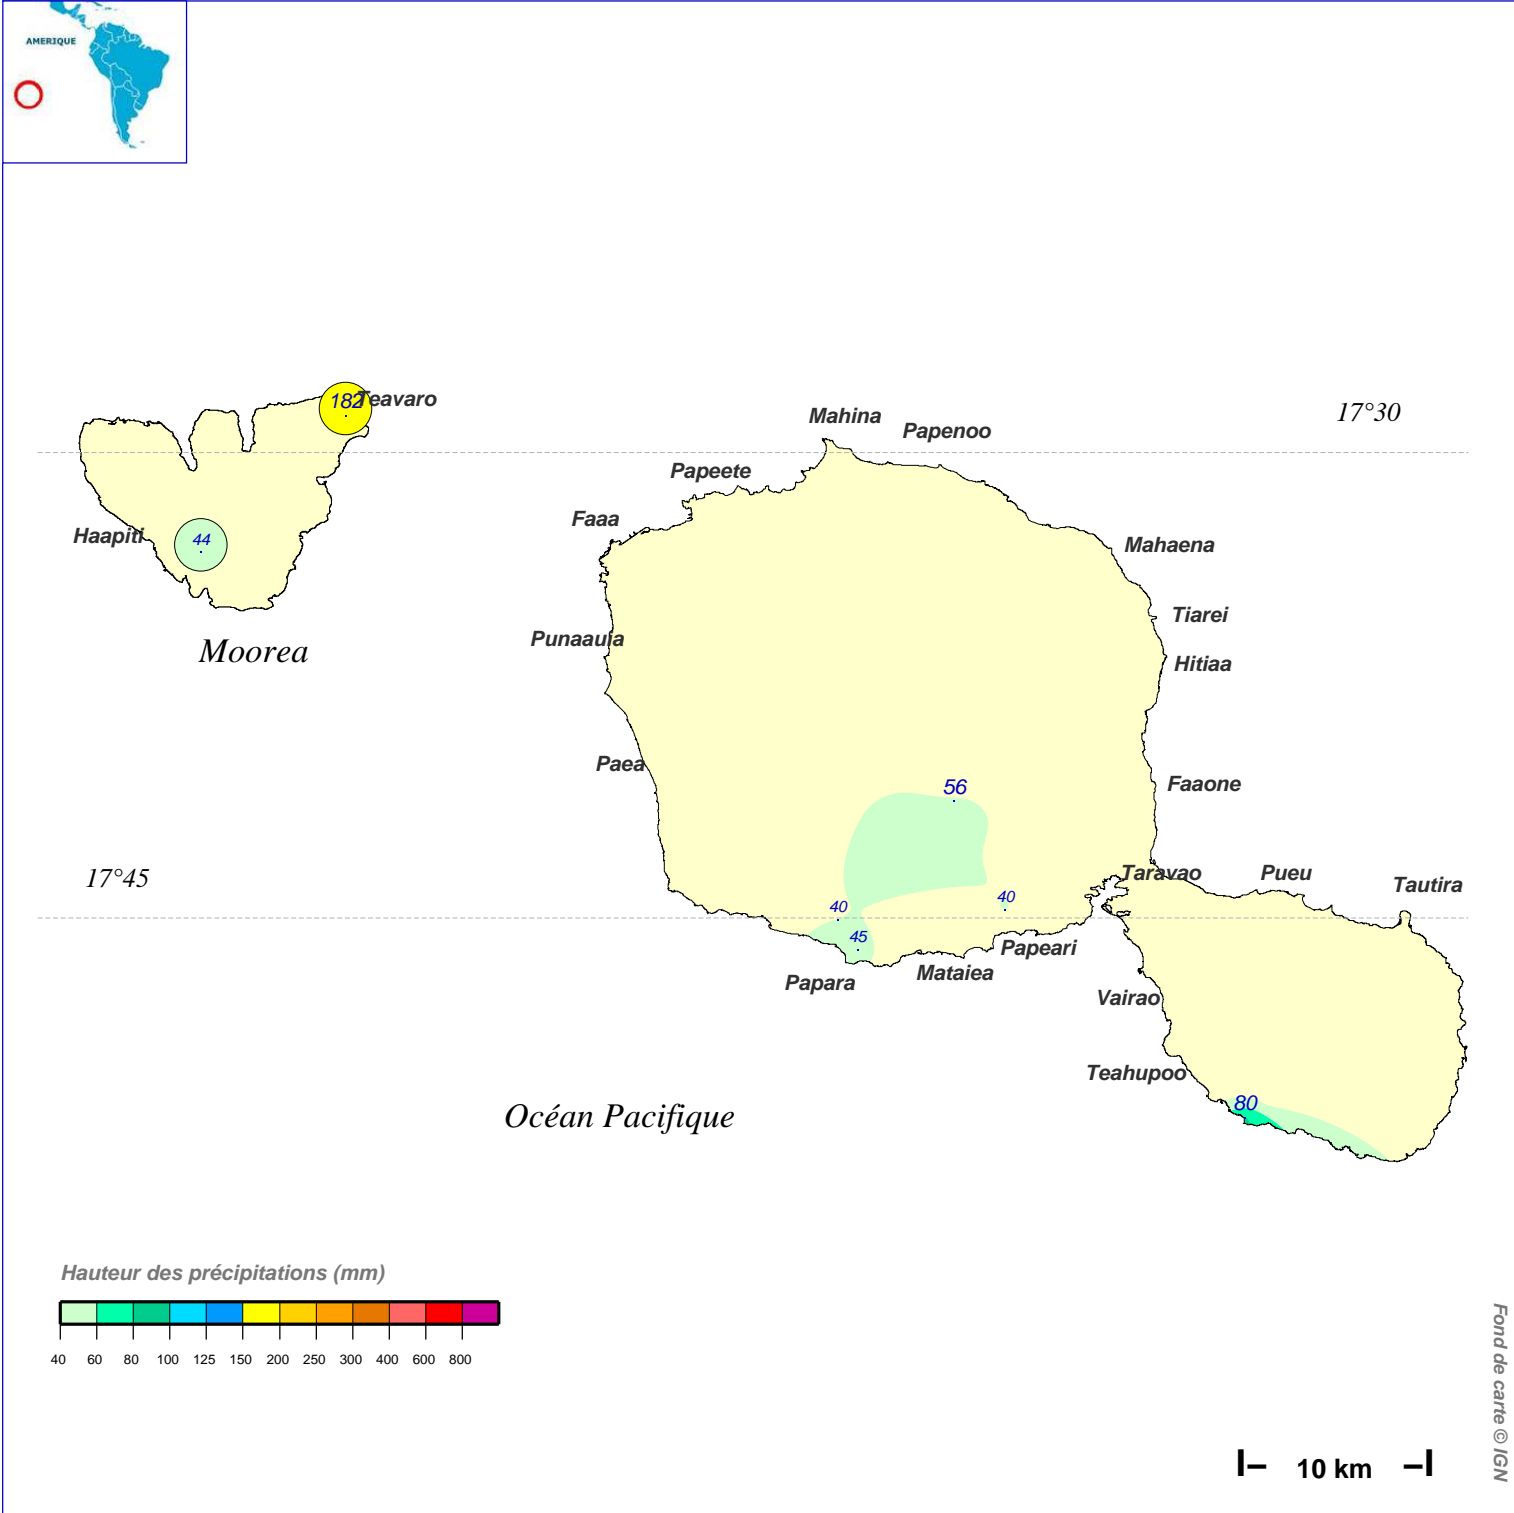 AMERIQUE
182
Teavaro
17°30
Mahina
Papenoo
Papeete
Faaa
Haapiti
44
Mahaena
Tiarei
Punaauia
Moorea
Hitiaa
Paea
56
Faaone
17°45
Taravao
Pueu
Tautira
40
40
45
Papeari
Papara
Mataiea
Vairao
Teahupoo
80
Océan Pacifique
Hauteur des précipitations (mm)
40 60 80 100 125 150 200 250 300 400 600 800
10 km
Fond de carte © IGN